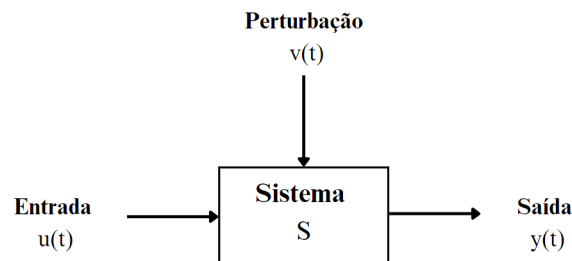 Perturbação
v(t)
Sistema
S
Entrada
u(t)
Saída
y(t)